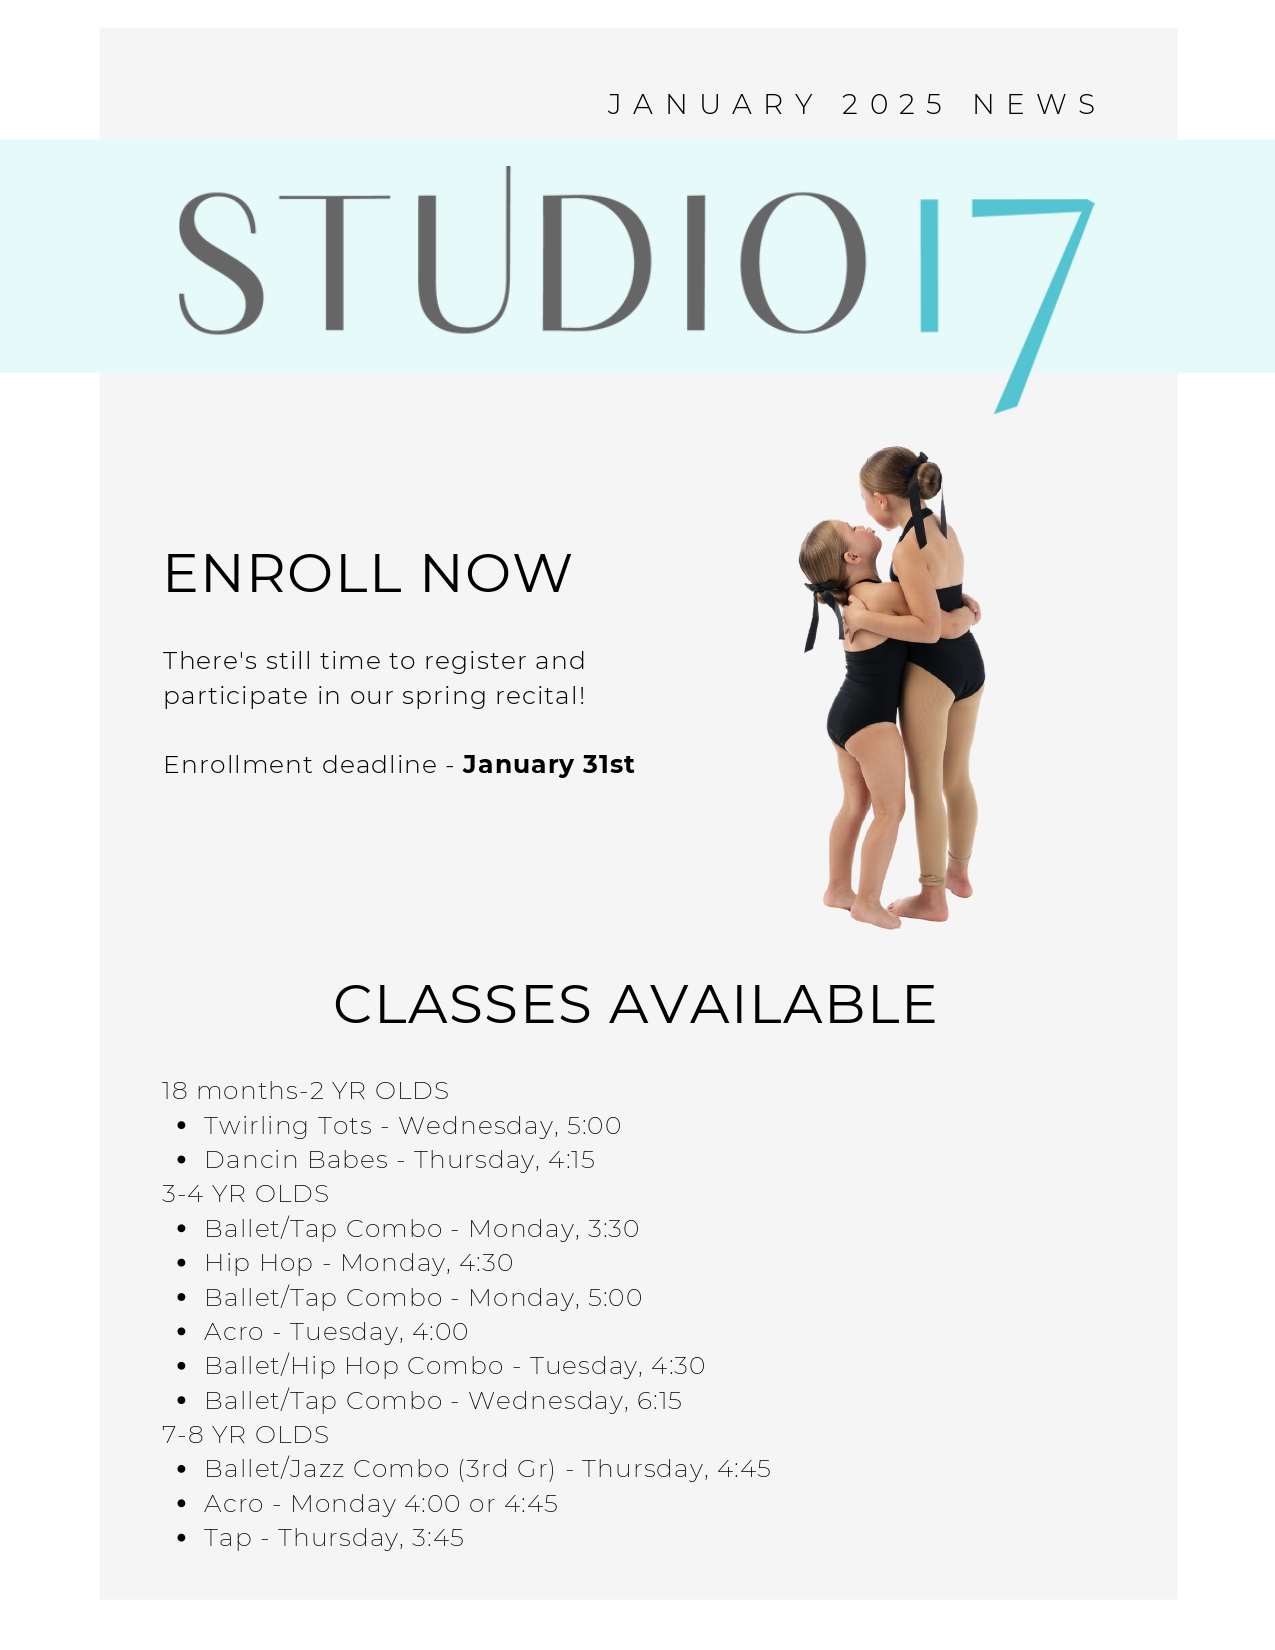 JANUARY 2025 NEWS
STUDIO 17
ENROLL NOW
There's still time to register and
participate in our spring recital!
Enrollment deadline - January 31st
CLASSES AVAILABLE
18 months-2 YR OLDS
• Twirling Tots - Wednesday, 5:00
• Dancin Babes - Thursday, 4:15
3-4 YR OLDS
• Ballet/Tap Combo - Monday, 3:30
• Hip Hop - Monday, 4:30
• Ballet/Tap Combo - Monday, 5:00
• Acro - Tuesday, 4:00
• Ballet/Hip Hop Combo - Tuesday, 4:30
• Ballet/Tap Combo - Wednesday, 6:15
7-8 YR OLDS
• Ballet/Jazz Combo (3rd Gr) - Thursday, 4:45
• Acro - Monday 4:00 or 4:45
• Tap - Thursday, 3:45